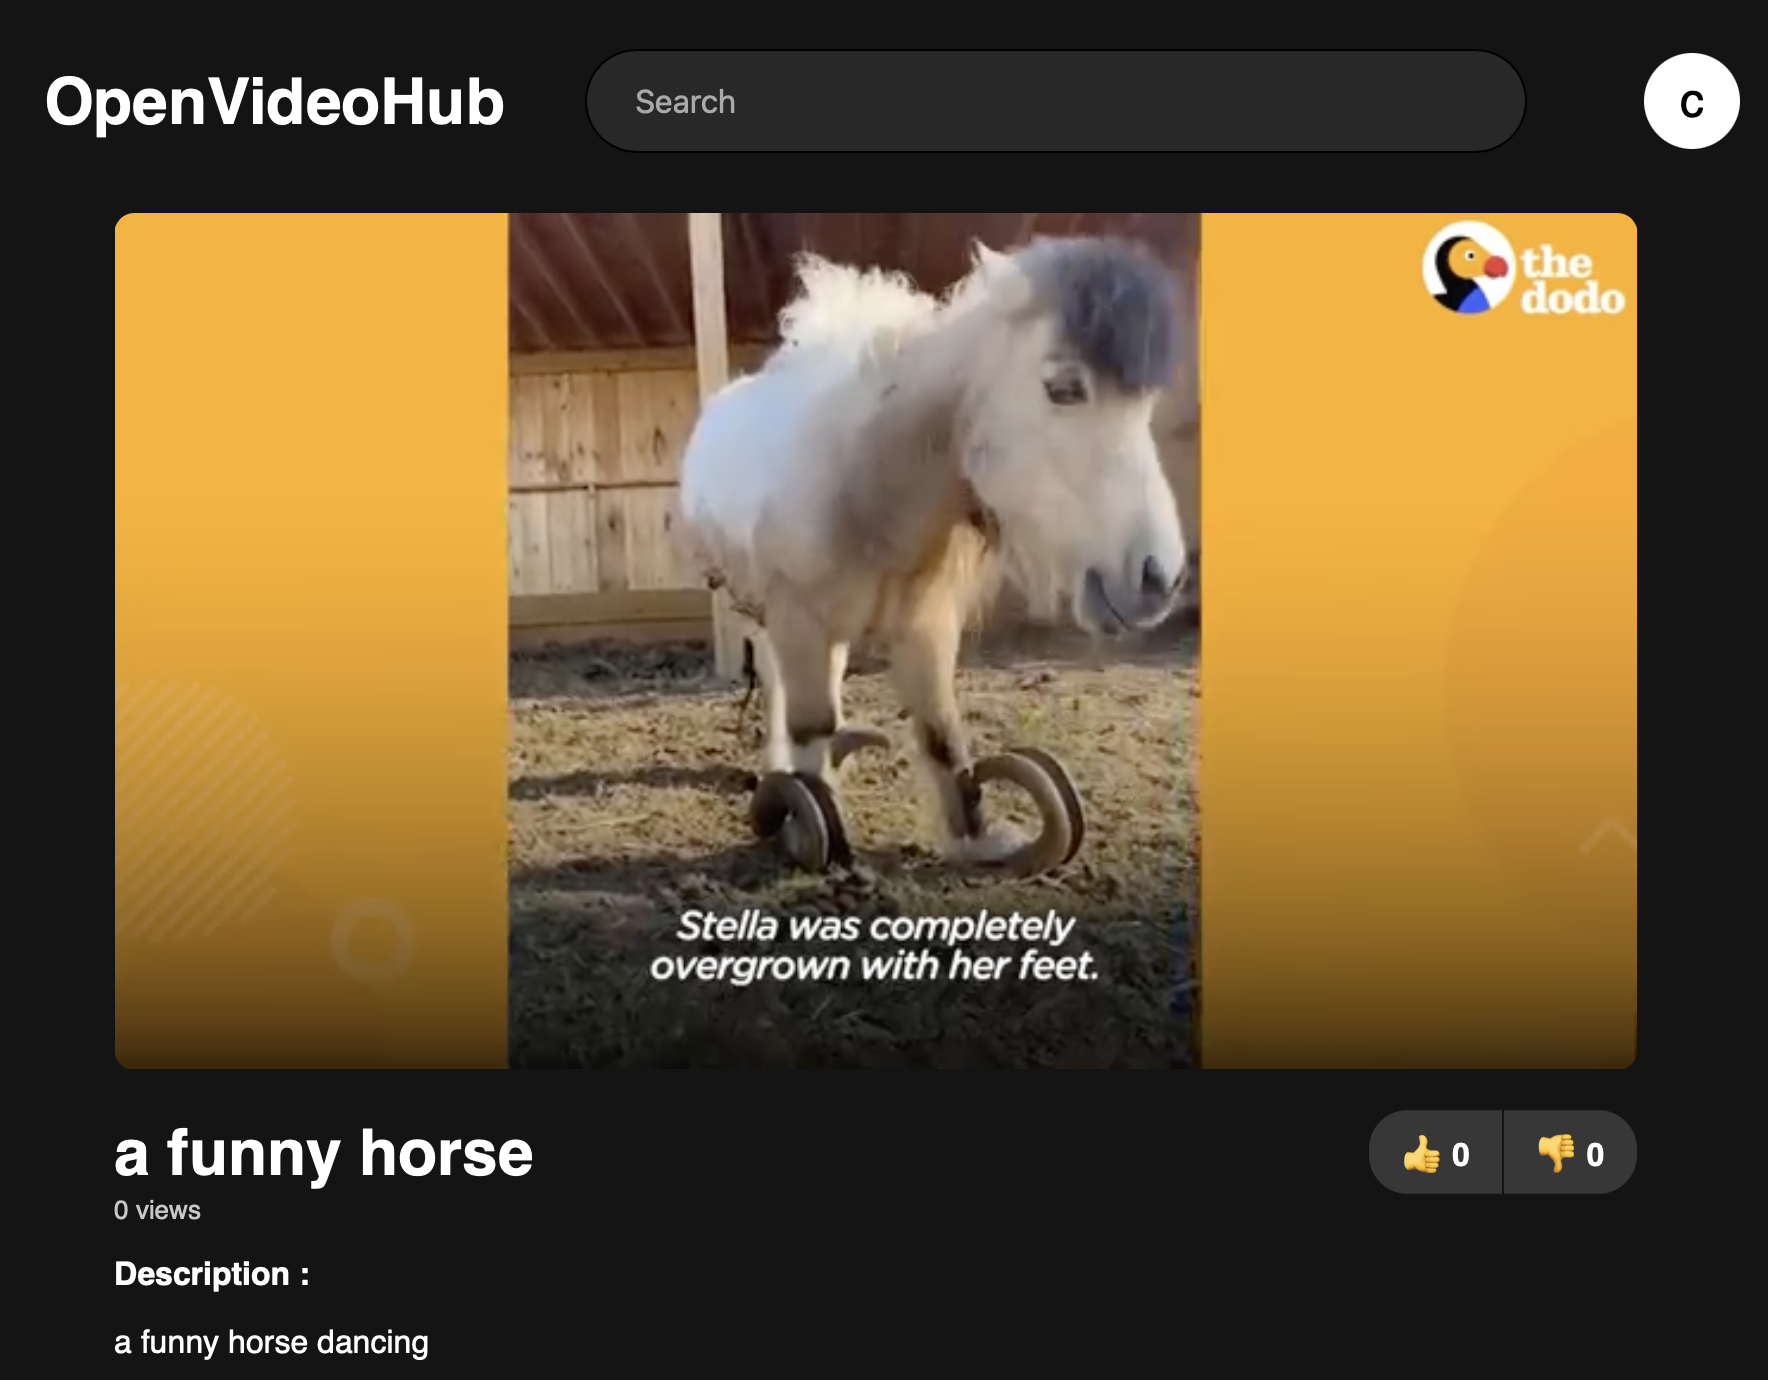 OpenVideoHub
Search
C
the
dodo
Stella was completely
overgrown with her feet.
a funny horse
👍 0
👎 0
0 views
Description :
a funny horse dancing